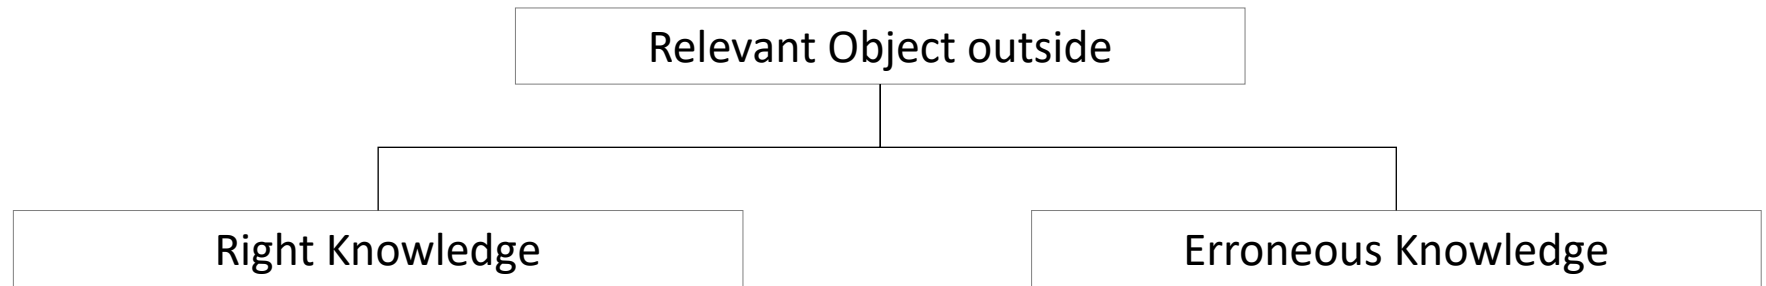 Relevant Object outside
Right Knowledge
Erroneous Knowledge